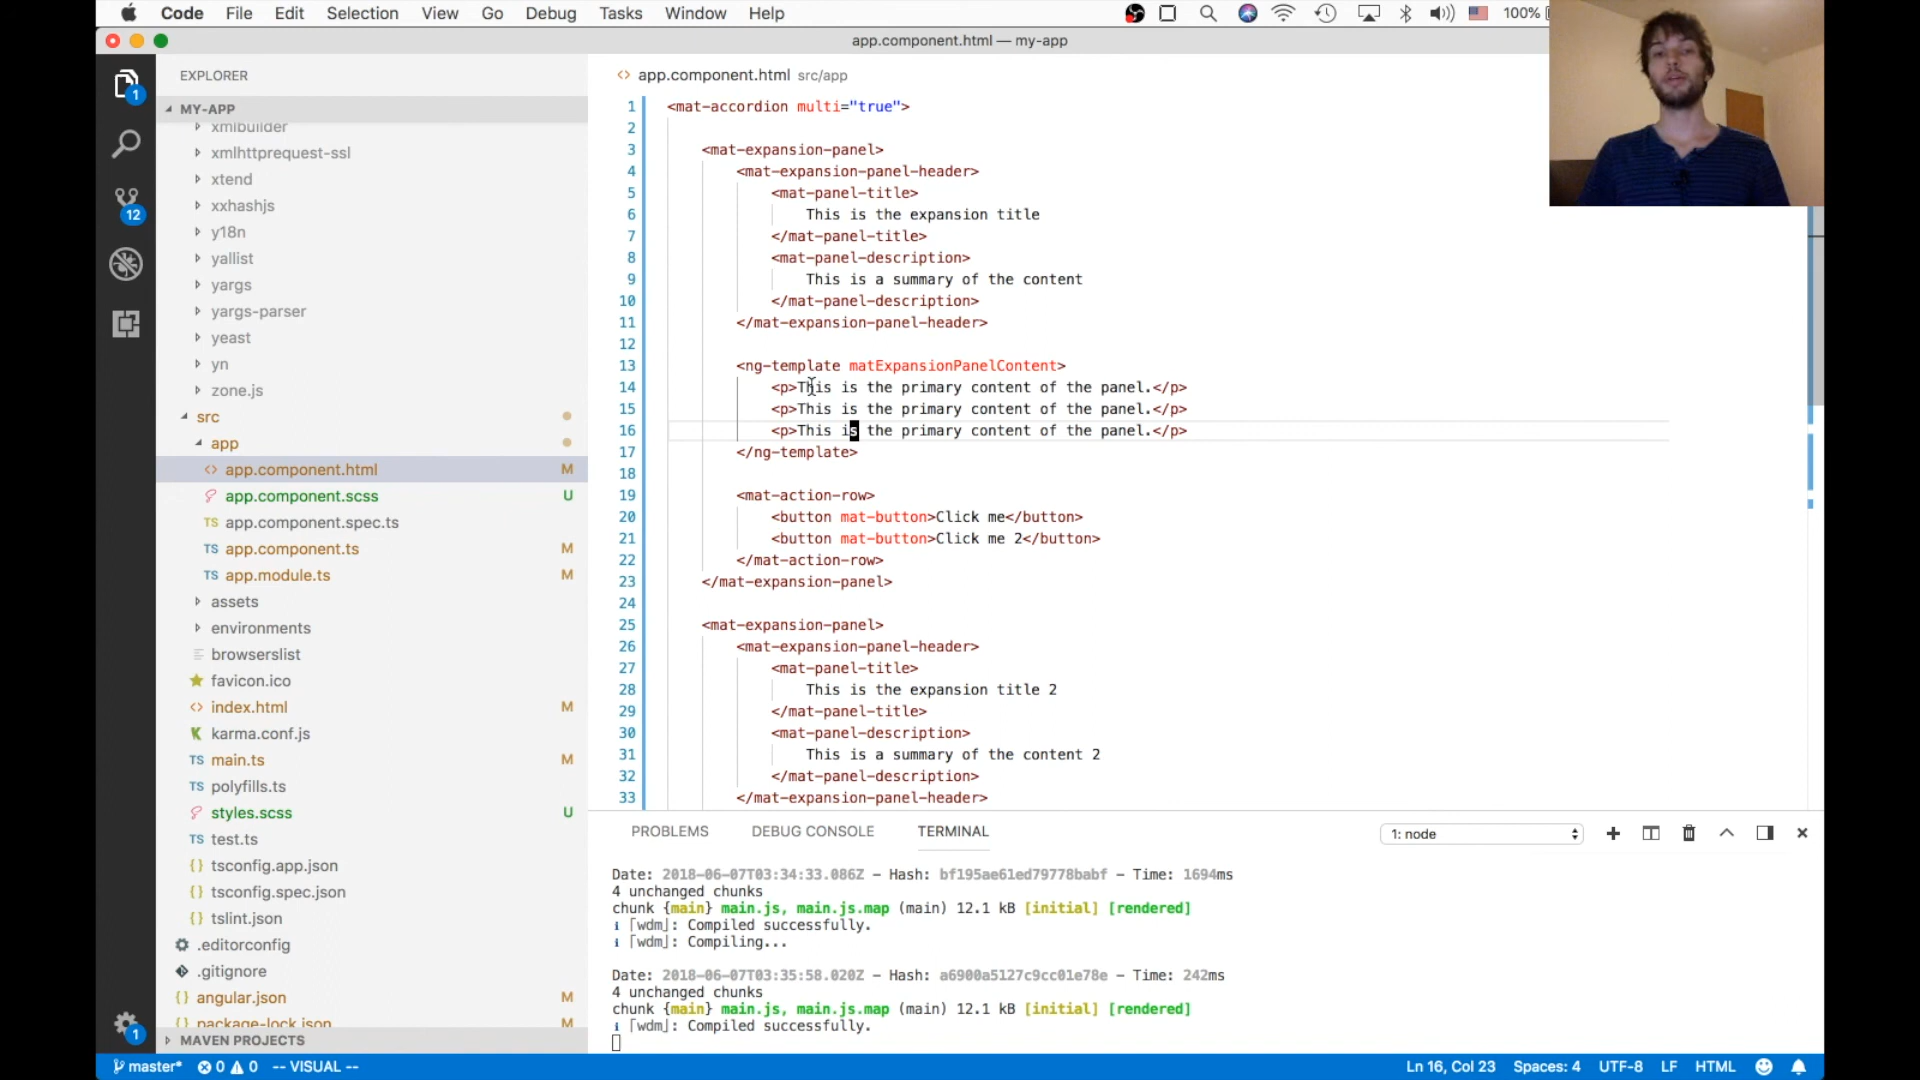 Code File Edit Selection View Go Debug Tasks Window Help 100%
app.component.html — my-app
EXPLORER
MY-APP
xmlbuilder
xmlhttprequest-ssl
xtend
xxhashjs
y18n
yallist
yargs
yargs-parser
yeast
yn
zone.js
src
app
app.component.html M
app.component.scss U
TS app.component.spec.ts
TS app.component.ts M
TS app.module.ts M
assets
environments
browserslist
favicon.ico
index.html M
karma.conf.js
TS main.ts M
TS polyfills.ts
styles.scss U
TS test.ts
{} tsconfig.app.json
{} tsconfig.spec.json
{} tslint.json
.editorconfig
.gitignore
{} angular.json M
{} package-lock.json M
MAVEN PROJECTS
1
12
1
<> app.component.html src/app
1 <mat-accordion multi="true">
2
3 <mat-expansion-panel>
4 <mat-expansion-panel-header>
5 <mat-panel-title>
6 This is the expansion title
7 </mat-panel-title>
8 <mat-panel-description>
9 This is a summary of the content
10 </mat-panel-description>
11 </mat-expansion-panel-header>
12
13 <ng-template matExpansionPanelContent>
14 <p>This is the primary content of the panel.</p>
15 <p>This is the primary content of the panel.</p>
16 <p>This is the primary content of the panel.</p>
17 </ng-template>
18
19 <mat-action-row>
20 <button mat-button>Click me</button>
21 <button mat-button>Click me 2</button>
22 </mat-action-row>
23 </mat-expansion-panel>
24
25 <mat-expansion-panel>
26 <mat-expansion-panel-header>
27 <mat-panel-title>
28 This is the expansion title 2
29 </mat-panel-title>
30 <mat-panel-description>
31 This is a summary of the content 2
32 </mat-panel-description>
33 </mat-expansion-panel-header>
PROBLEMS DEBUG CONSOLE TERMINAL 1: node
Date: 2018-06-07T03:34:33.086Z - Hash: bf195ae61ed79778babf - Time: 1694ms
4 unchanged chunks
chunk {main} main.js, main.js.map (main) 12.1 kB [initial] [rendered]
ℹ ｢wdm｣: Compiled successfully.
ℹ ｢wdm｣: Compiling...
Date: 2018-06-07T03:35:58.020Z - Hash: a6900a5127c9cc01e78e - Time: 242ms
4 unchanged chunks
chunk {main} main.js, main.js.map (main) 12.1 kB [initial] [rendered]
ℹ ｢wdm｣: Compiled successfully.
master* 0 0 -- VISUAL -- Ln 16, Col 23 Spaces: 4 UTF-8 LF HTML